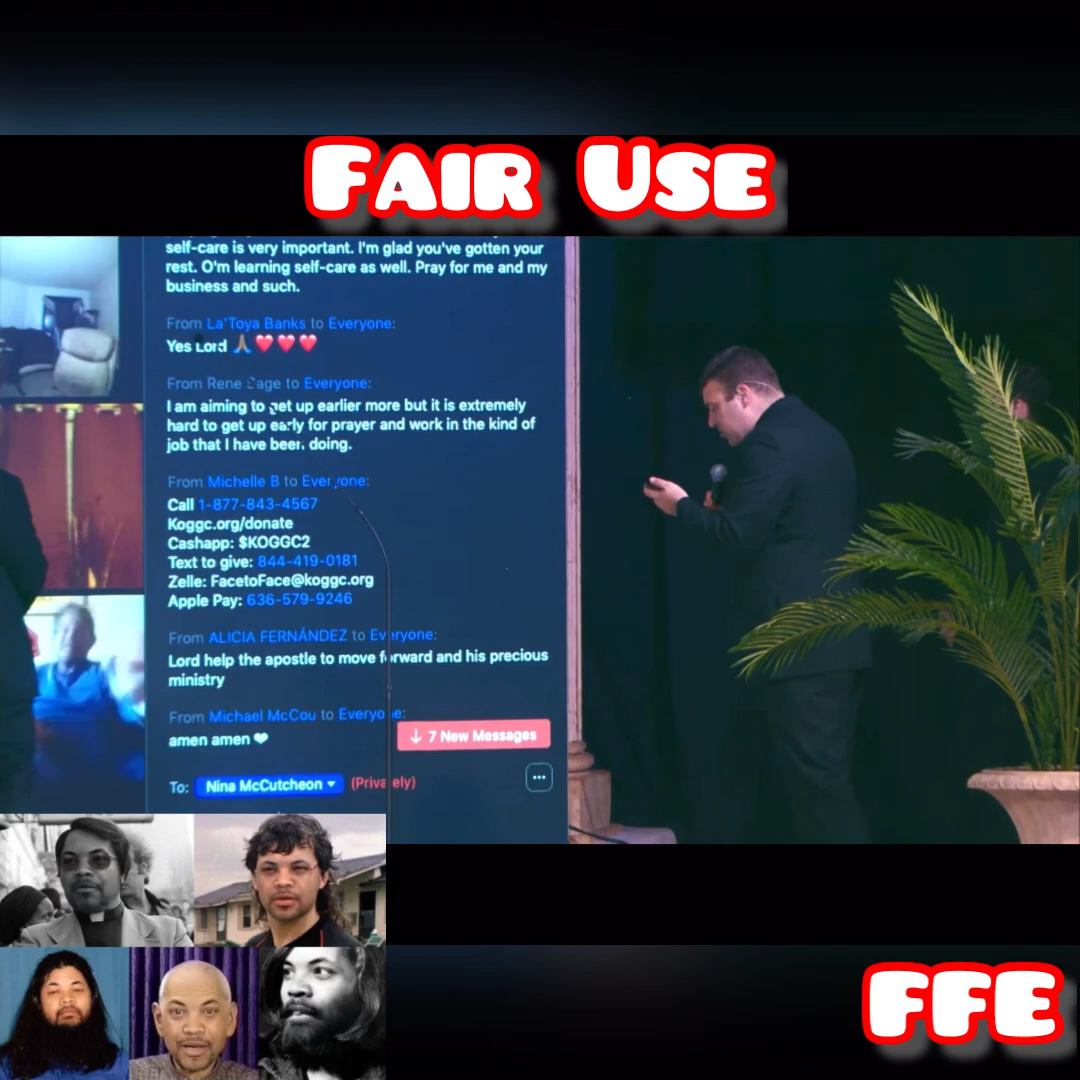 FAIR USE
self-care is very important. I'm glad you've gotten your
rest. O'm learning self-care as well. Pray for me and my
business and such.
From La'Toya Banks to Everyone:
Yes Lord 🙏❤️❤️❤️
From Rene Sage to Everyone:
I am aiming to get up earlier more but it is extremely
hard to get up early for prayer and work in the kind of
job that I have been doing.
From Michelle B to Everyone:
Call 1-877-843-4567
Koggc.org/donate
Cashapp: $KOGGC2
Text to give: 844-419-0181
Zelle: FacetoFace@koggc.org
Apple Pay: 636-579-9246
From ALICIA FERNÁNDEZ to Everyone:
Lord help the apostle to move forward and his precious
ministry
From Michael McCou to Everyone:
amen amen ❤
↓ 7 New Messages
To: Nina McCutcheon (Privately)
FFE